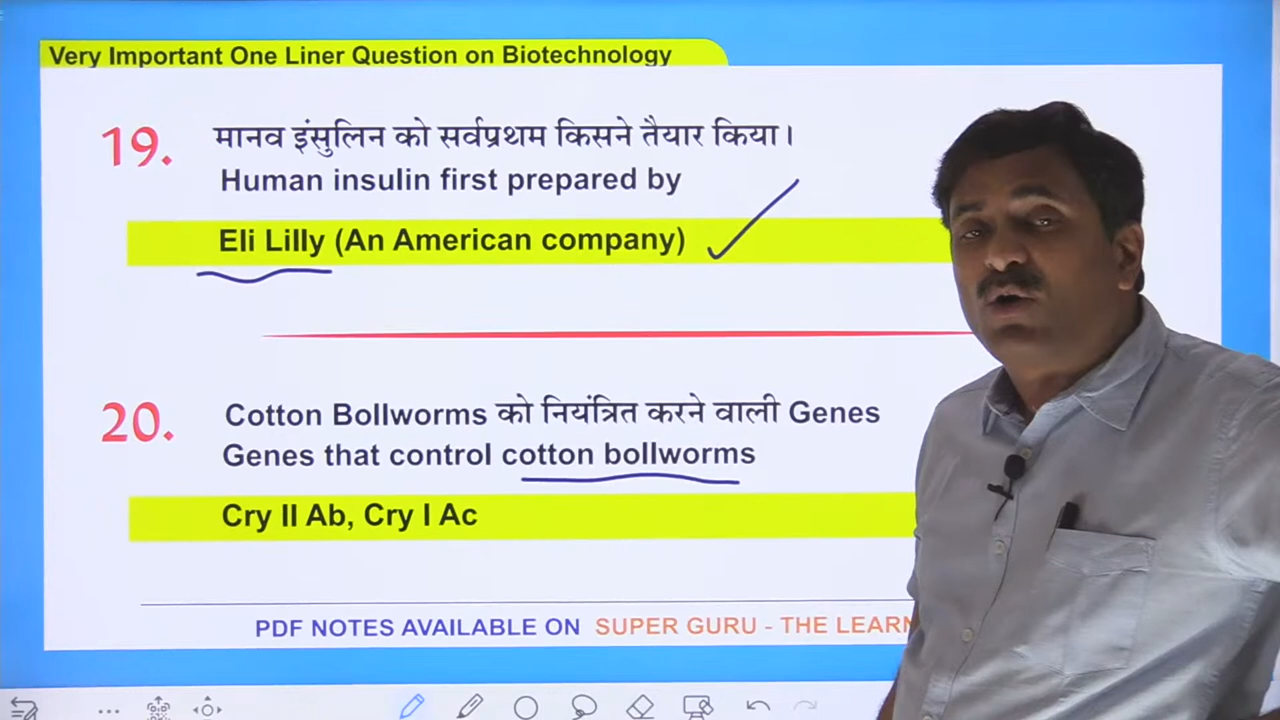 Very Important One Liner Question on Biotechnology
19. मानव इंसुलिन को सर्वप्रथम किसने तैयार किया।
Human insulin first prepared by
Eli Lilly (An American company)
20. Cotton Bollworms को नियंत्रित करने वाली Genes
Genes that control cotton bollworms
Cry II Ab, Cry I Ac
PDF NOTES AVAILABLE ON SUPER GURU - THE LEARN